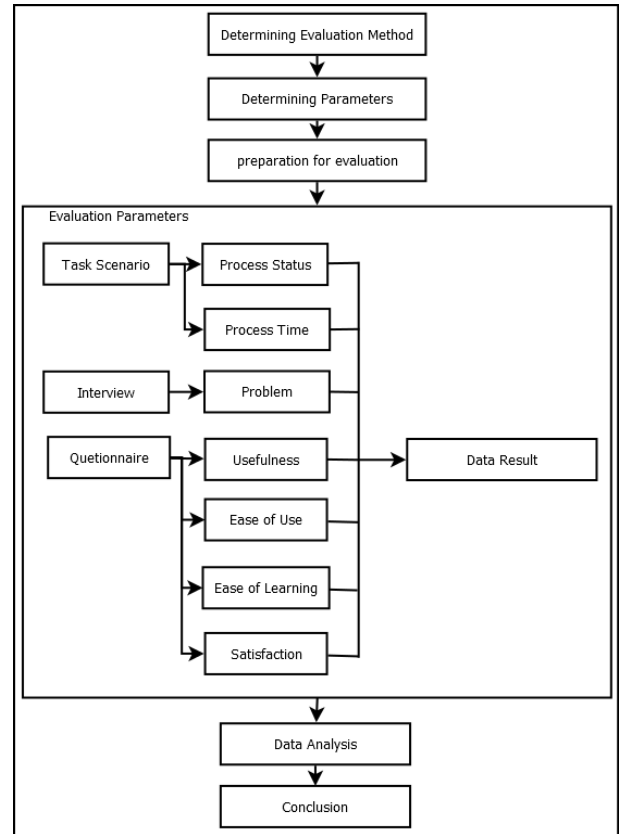 Determining Evaluation Method
Determining Parameters
preparation for evaluation
Evaluation Parameters
Task Scenario
Process Status
Process Time
Interview
Problem
Quetionnaire
Usefulness
Data Result
Ease of Use
Ease of Learning
Satisfaction
Data Analysis
Conclusion